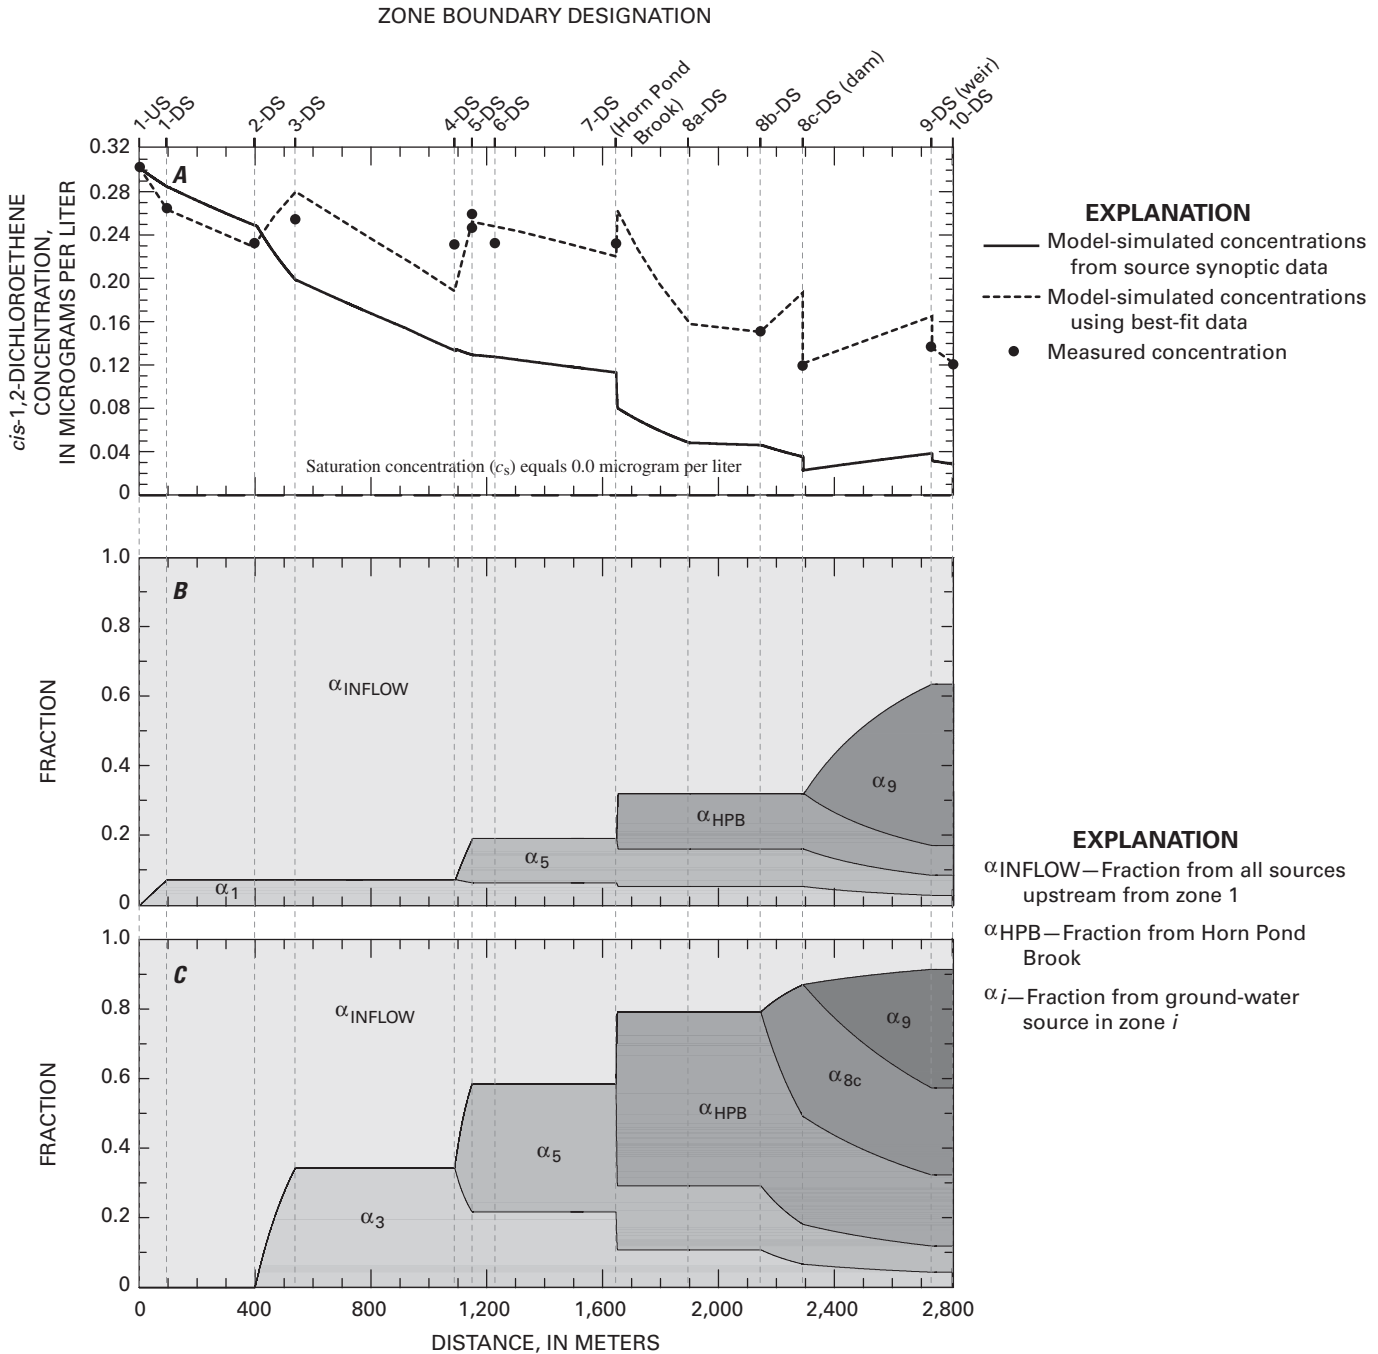 ZONE BOUNDARY DESIGNATION
1-US
1-DS
2-DS
3-DS
4-DS
5-DS
6-DS
7-DS
(Horn Pond
Brook)
8a-DS
8b-DS
8c-DS (dam)
9-DS (weir)
10-DS
cis-1,2-DICHLOROETHENE
CONCENTRATION,
IN MICROGRAMS PER LITER
0.32
0.28
0.24
0.20
0.16
0.12
0.08
0.04
0
A
Saturation concentration (cs) equals 0.0 microgram per liter
EXPLANATION
Model-simulated concentrations
from source synoptic data
Model-simulated concentrations
using best-fit data
Measured concentration
FRACTION
1.0
0.8
0.6
0.4
0.2
0
B
αINFLOW
α1
α5
αHPB
α9
EXPLANATION
αINFLOW—Fraction from all sources
upstream from zone 1
αHPB—Fraction from Horn Pond
Brook
αi—Fraction from ground-water
source in zone i
FRACTION
1.0
0.8
0.6
0.4
0.2
0
C
αINFLOW
α3
α5
αHPB
α8c
α9
0 400 800 1,200 1,600 2,000 2,400 2,800
DISTANCE, IN METERS